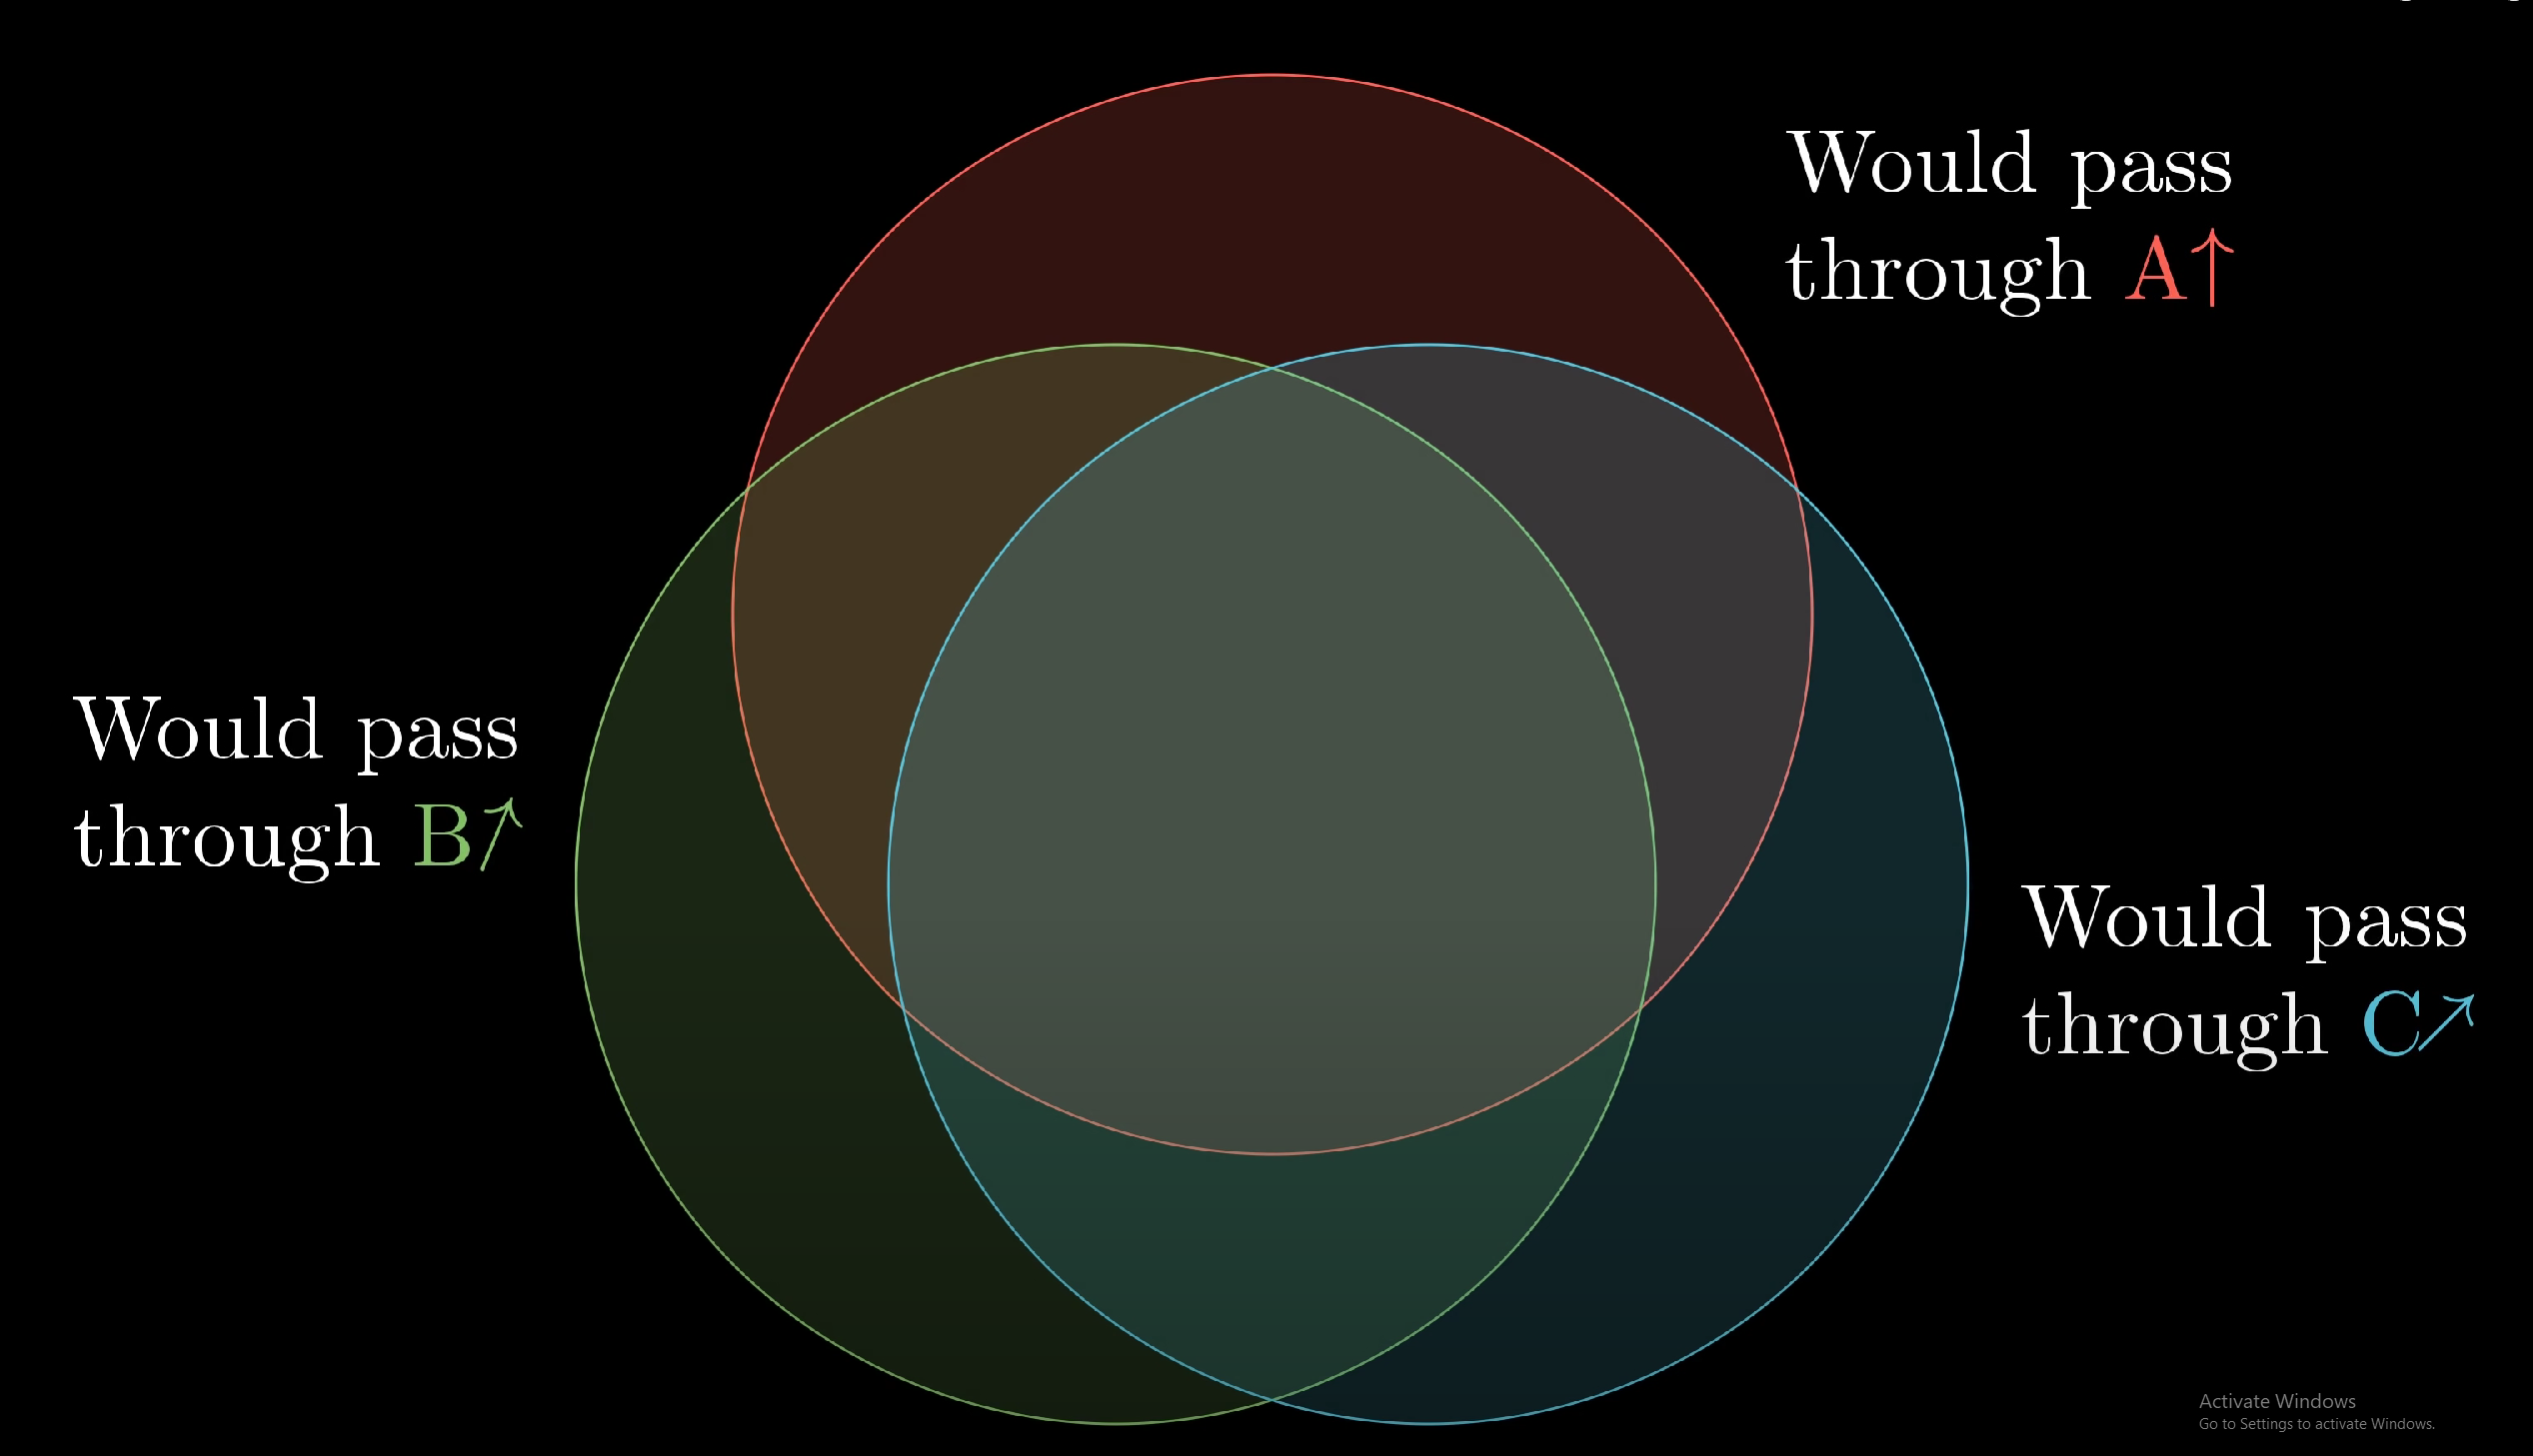 Would pass
through A↑
Would pass
through B↗
Would pass
through C↗
Activate Windows
Go to Settings to activate Windows.